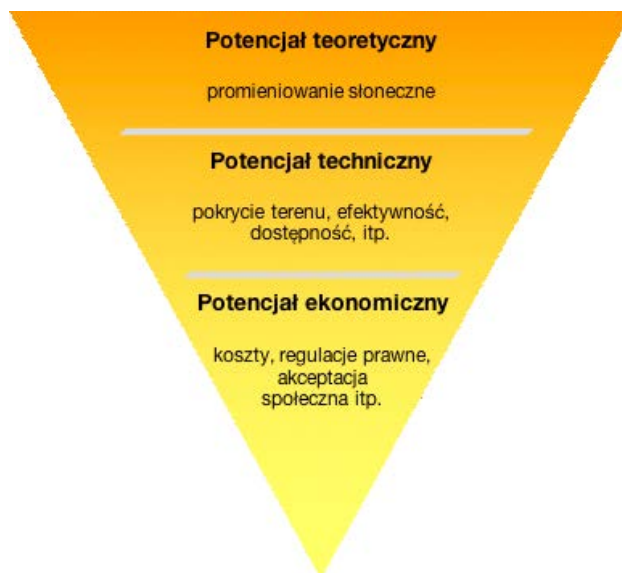 Potencjał teoretyczny
promieniowanie słoneczne
Potencjał techniczny
pokrycie terenu, efektywność,
dostępność, itp.
Potencjał ekonomiczny
koszty, regulacje prawne,
akceptacja
społeczna itp.